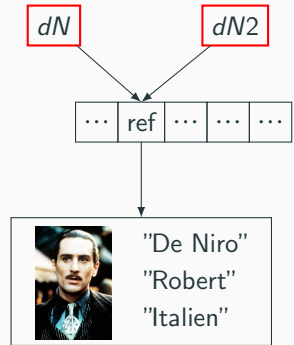 dN dN2
... ref ... ... ...
"De Niro"
"Robert"
"Italien"